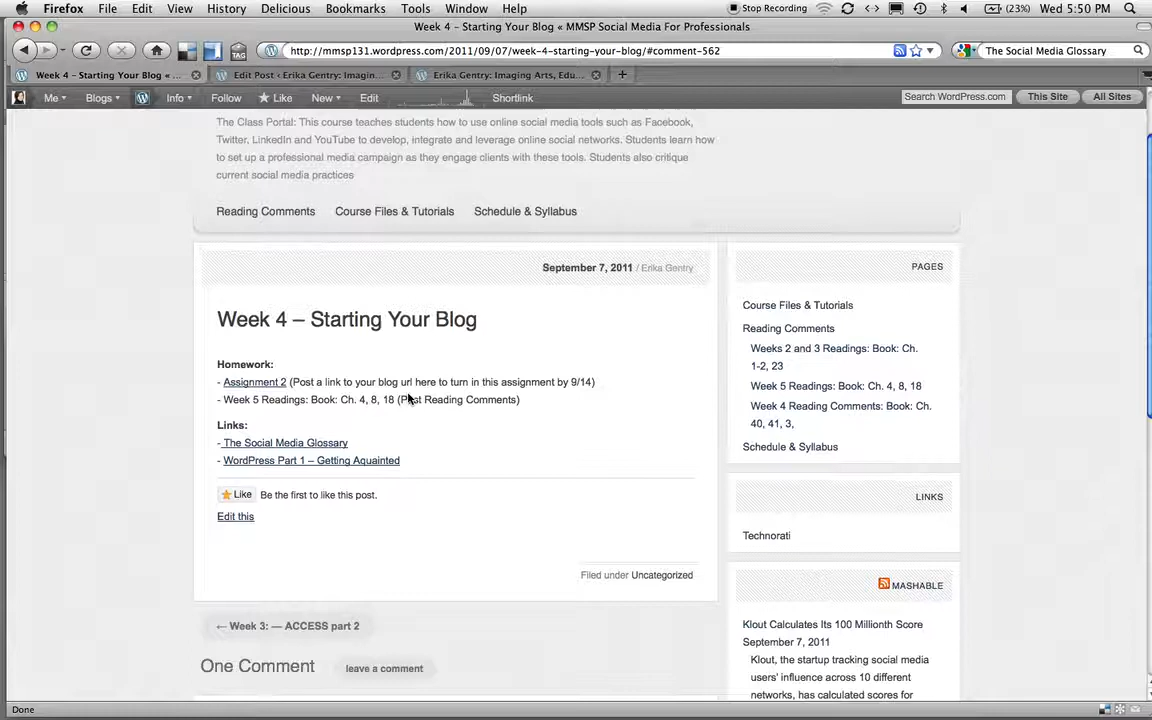 Firefox File Edit View History Delicious Bookmarks Tools Window Help Stop Recording (23%) Wed 5:50 PM
Week 4 – Starting Your Blog « MMSP Social Media For Professionals
TAG http://mmsp131.wordpress.com/2011/09/07/week-4-starting-your-blog/#comment-562 The Social Media Glossary
Week 4 – Starting Your Blog « ... Edit Post ‹ Erika Gentry: Imagin... Erika Gentry: Imaging Arts, Edu...
Me Blogs Info Follow Like New Edit Shortlink Search WordPress.com This Site All Sites
The Class Portal: This course teaches students how to use online social media tools such as Facebook,
Twitter, LinkedIn and YouTube to develop, integrate and leverage online social networks. Students learn how
to set up a professional media campaign as they engage clients with these tools. Students also critique
current social media practices
Reading Comments Course Files & Tutorials Schedule & Syllabus
September 7, 2011 / Erika Gentry
Week 4 – Starting Your Blog
Homework:
- Assignment 2 (Post a link to your blog url here to turn in this assignment by 9/14)
- Week 5 Readings: Book: Ch. 4, 8, 18 (Post Reading Comments)
Links:
- The Social Media Glossary
- WordPress Part 1 – Getting Aquainted
Like Be the first to like this post.
Edit this
Filed under Uncategorized
← Week 3: — ACCESS part 2
One Comment leave a comment
PAGES
Course Files & Tutorials
Reading Comments
Weeks 2 and 3 Readings: Book: Ch.
1-2, 23
Week 5 Readings: Book: Ch. 4, 8, 18
Week 4 Reading Comments: Book: Ch.
40, 41, 3,
Schedule & Syllabus
LINKS
Technorati
MASHABLE
Klout Calculates Its 100 Millionth Score
September 7, 2011
Klout, the startup tracking social media
users' influence across 10 different
networks, has calculated scores for
Done